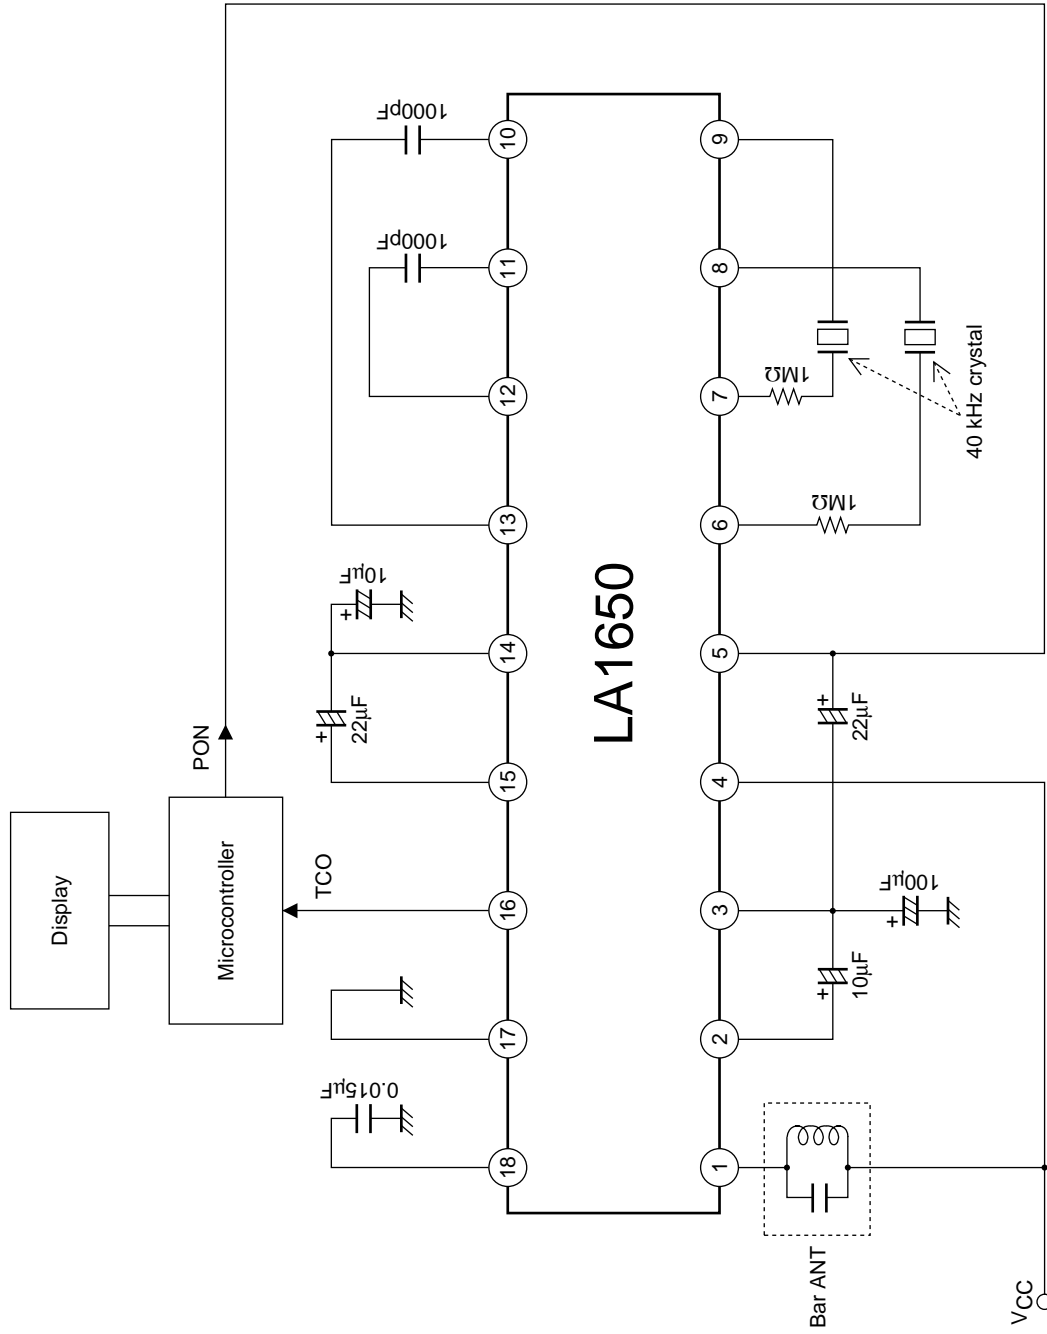 Display
Microcontroller
PON
TCO
0.015µF
22µF
10µF
1000pF
1000pF
18
17
16
15
14
13
12
11
10
LA1650
1
2
3
4
5
6
7
8
9
Bar ANT
10µF
100µF
22µF
1MΩ
1MΩ
40 kHz crystal
VCC